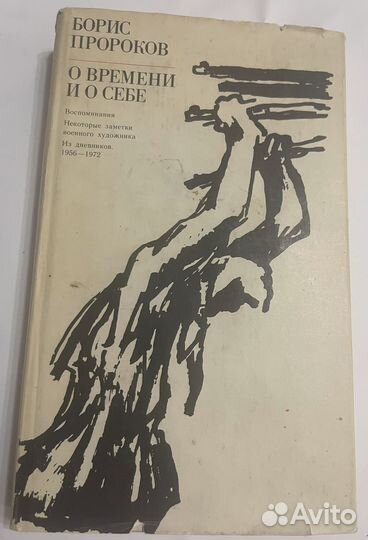 БОРИС
ПРОРОКОВ
О ВРЕМЕНИ
И О СЕБЕ
Воспоминания
Некоторые заметки
военного художника
Из дневников.
1956—1972
Avito